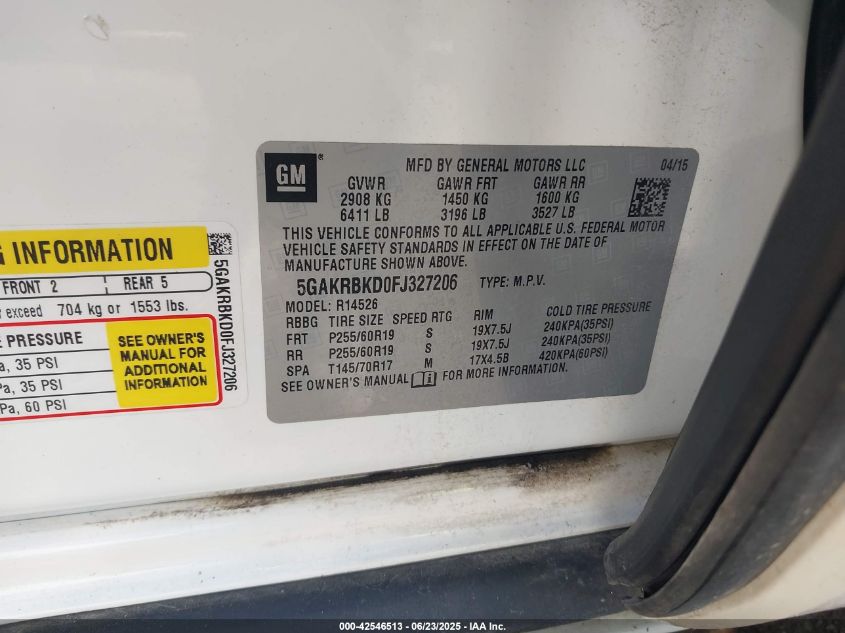 GM
®
MFD BY GENERAL MOTORS LLC 04/15
GVWR GAWR FRT GAWR RR
2908 KG 1450 KG 1600 KG
6411 LB 3196 LB 3527 LB
THIS VEHICLE CONFORMS TO ALL APPLICABLE U.S. FEDERAL MOTOR
VEHICLE SAFETY STANDARDS IN EFFECT ON THE DATE OF
MANUFACTURE SHOWN ABOVE.
5GAKRBKD0FJ327206 TYPE: M.P.V.
MODEL: R14526
RBBG TIRE SIZE SPEED RTG RIM COLD TIRE PRESSURE
FRT P255/60R19 S 19X7.5J 240KPA(35PSI)
RR P255/60R19 S 19X7.5J 240KPA(35PSI)
SPA T145/70R17 M 17X4.5B 420KPA(60PSI)
SEE OWNER'S MANUAL FOR MORE INFORMATION.
G INFORMATION
FRONT 2 REAR 5
exceed 704 kg or 1553 lbs.
E PRESSURE
a, 35 PSI
Pa, 35 PSI
Pa, 60 PSI
SEE OWNER'S
MANUAL FOR
ADDITIONAL
INFORMATION
5GAKRBKD0FJ327206
000-42546513 - 06/23/2025 - IAA Inc.